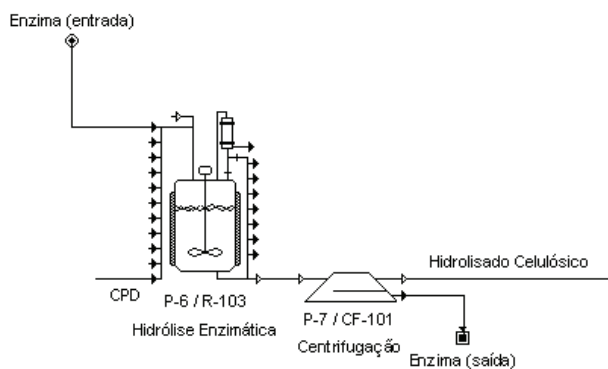 Enzima (entrada)
Hidrolisado Celulósico
CPD
P-6 / R-103
Hidrólise Enzimática
P-7 / CF-101
Centrifugação
Enzima (saída)